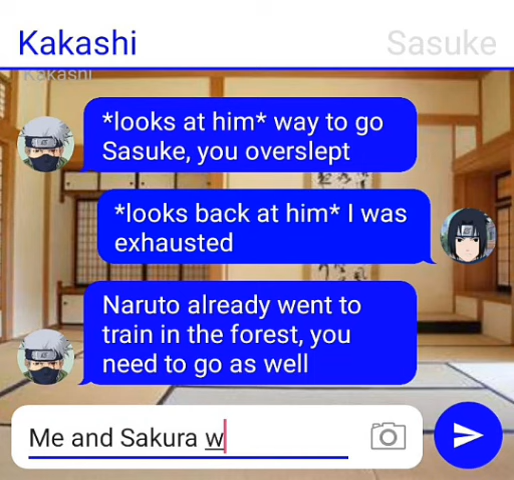 Kakashi Sasuke
Kakashi
*looks at him* way to go
Sasuke, you overslept
*looks back at him* I was
exhausted
Naruto already went to
train in the forest, you
need to go as well
Me and Sakura w